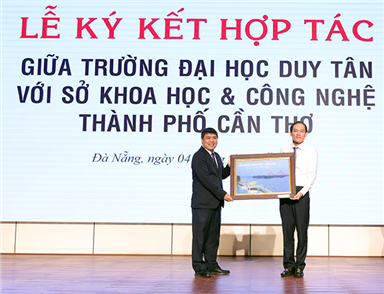 LỄ KÝ KẾT HỢP TÁC
GIỮA TRƯỜNG ĐẠI HỌC DUY TÂN
VỚI SỞ KHOA HỌC & CÔNG NGHỆ
THÀNH PHỐ CẦN THƠ
Đà Nẵng, ngày 04